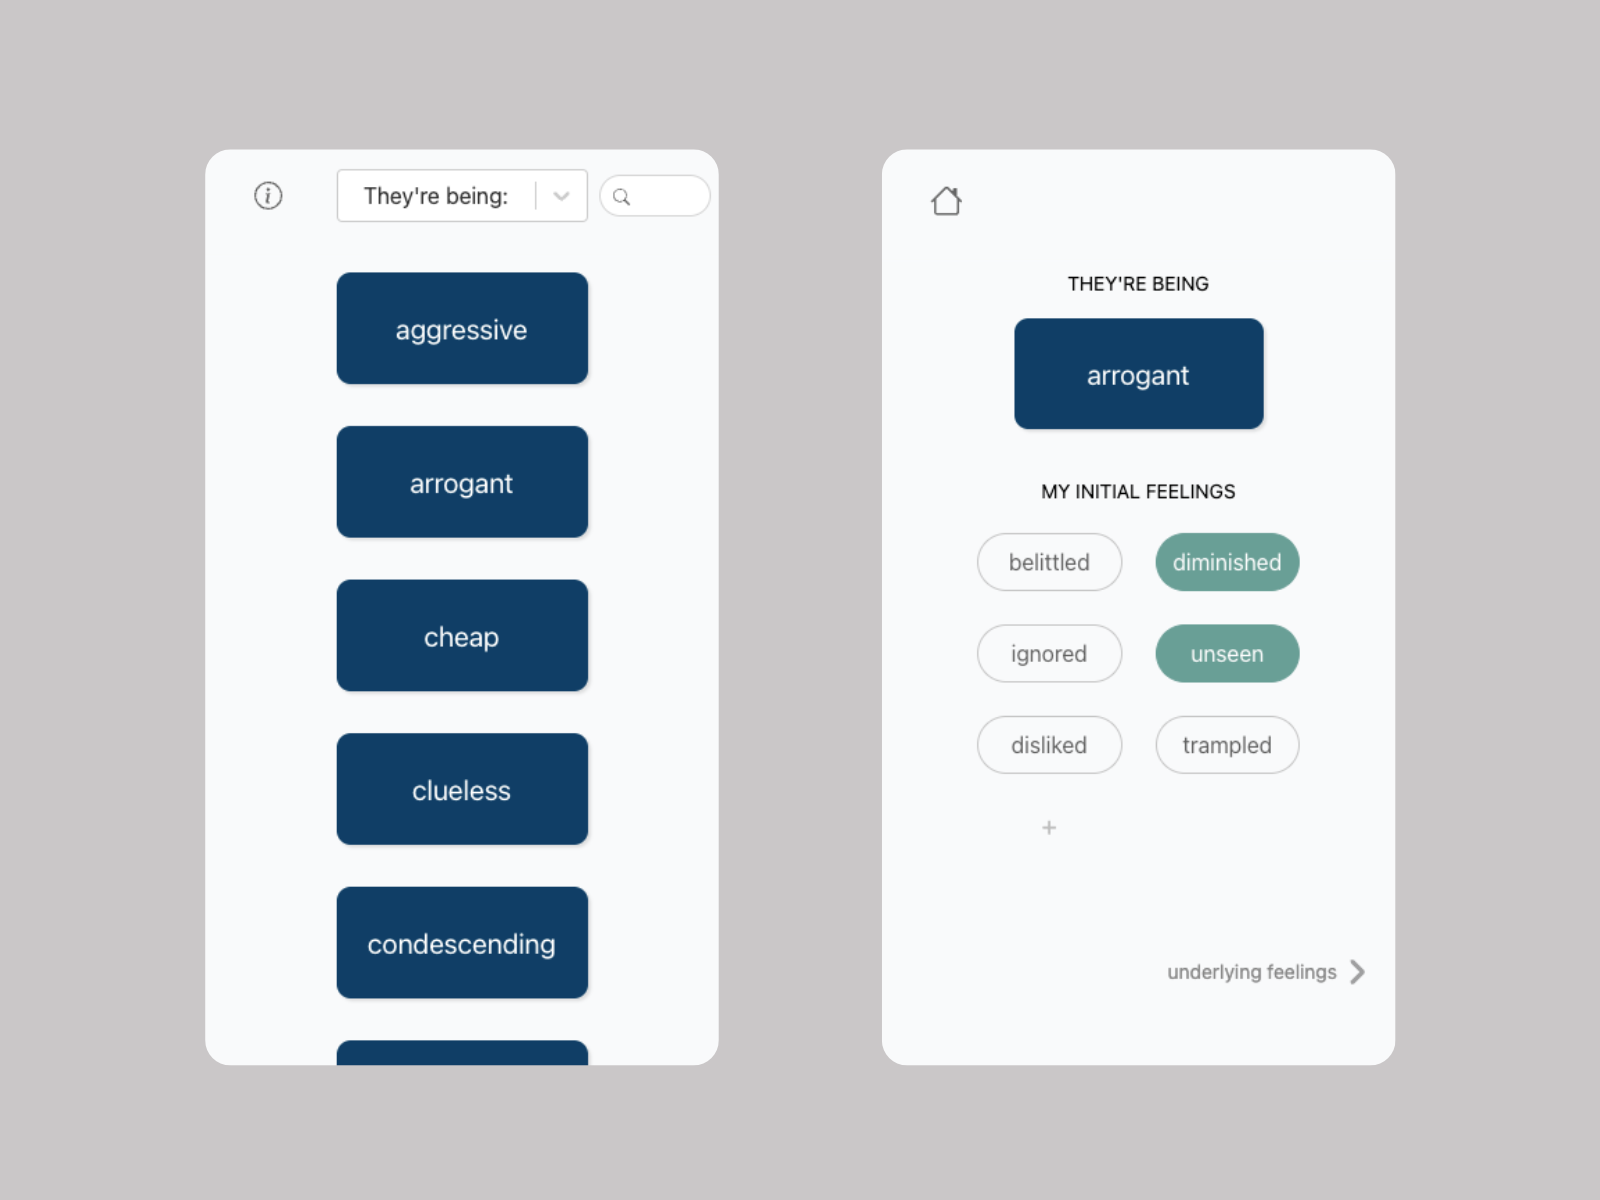 They're being:
aggressive
arrogant
cheap
clueless
condescending
THEY'RE BEING
arrogant
MY INITIAL FEELINGS
belittled
diminished
ignored
unseen
disliked
trampled
+
underlying feelings